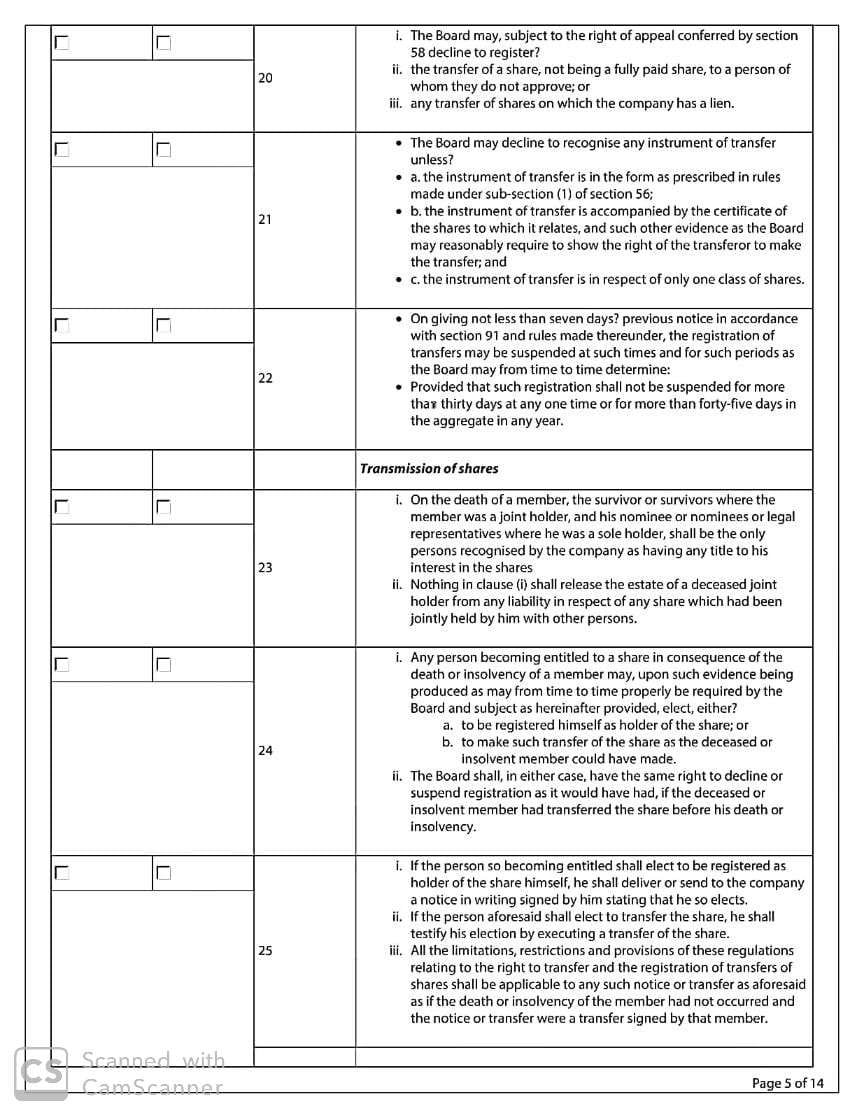 i. The Board may, subject to the right of appeal conferred by section
58 decline to register?
20
ii. the transfer of a share, not being a fully paid share, to a person of
whom they do not approve; or
iii. any transfer of shares on which the company has a lien.
• The Board may decline to recognise any instrument of transfer
unless?
• a. the instrument of transfer is in the form as prescribed in rules
made under sub-section (1) of section 56;
21
• b. the instrument of transfer is accompanied by the certificate of
the shares to which it relates, and such other evidence as the Board
may reasonably require to show the right of the transferor to make
the transfer; and
• c. the instrument of transfer is in respect of only one class of shares.
• On giving not less than seven days? previous notice in accordance
with section 91 and rules made thereunder, the registration of
transfers may be suspended at such times and for such periods as
the Board may from time to time determine:
22
• Provided that such registration shall not be suspended for more
than thirty days at any one time or for more than forty-five days in
the aggregate in any year.
Transmission of shares
i. On the death of a member, the survivor or survivors where the
member was a joint holder, and his nominee or nominees or legal
representatives where he was a sole holder, shall be the only
persons recognised by the company as having any title to his
interest in the shares
23
ii. Nothing in clause (i) shall release the estate of a deceased joint
holder from any liability in respect of any share which had been
jointly held by him with other persons.
i. Any person becoming entitled to a share in consequence of the
death or insolvency of a member may, upon such evidence being
produced as may from time to time properly be required by the
Board and subject as hereinafter provided, elect, either?
a. to be registered himself as holder of the share; or
b. to make such transfer of the share as the deceased or
insolvent member could have made.
24
ii. The Board shall, in either case, have the same right to decline or
suspend registration as it would have had, if the deceased or
insolvent member had transferred the share before his death or
insolvency.
i. If the person so becoming entitled shall elect to be registered as
holder of the share himself, he shall deliver or send to the company
a notice in writing signed by him stating that he so elects.
ii. If the person aforesaid shall elect to transfer the share, he shall
testify his election by executing a transfer of the share.
25
iii. All the limitations, restrictions and provisions of these regulations
relating to the right to transfer and the registration of transfers of
shares shall be applicable to any such notice or transfer as aforesaid
as if the death or insolvency of the member had not occurred and
the notice or transfer were a transfer signed by that member.
CS Scanned with
CamScanner
Page 5 of 14